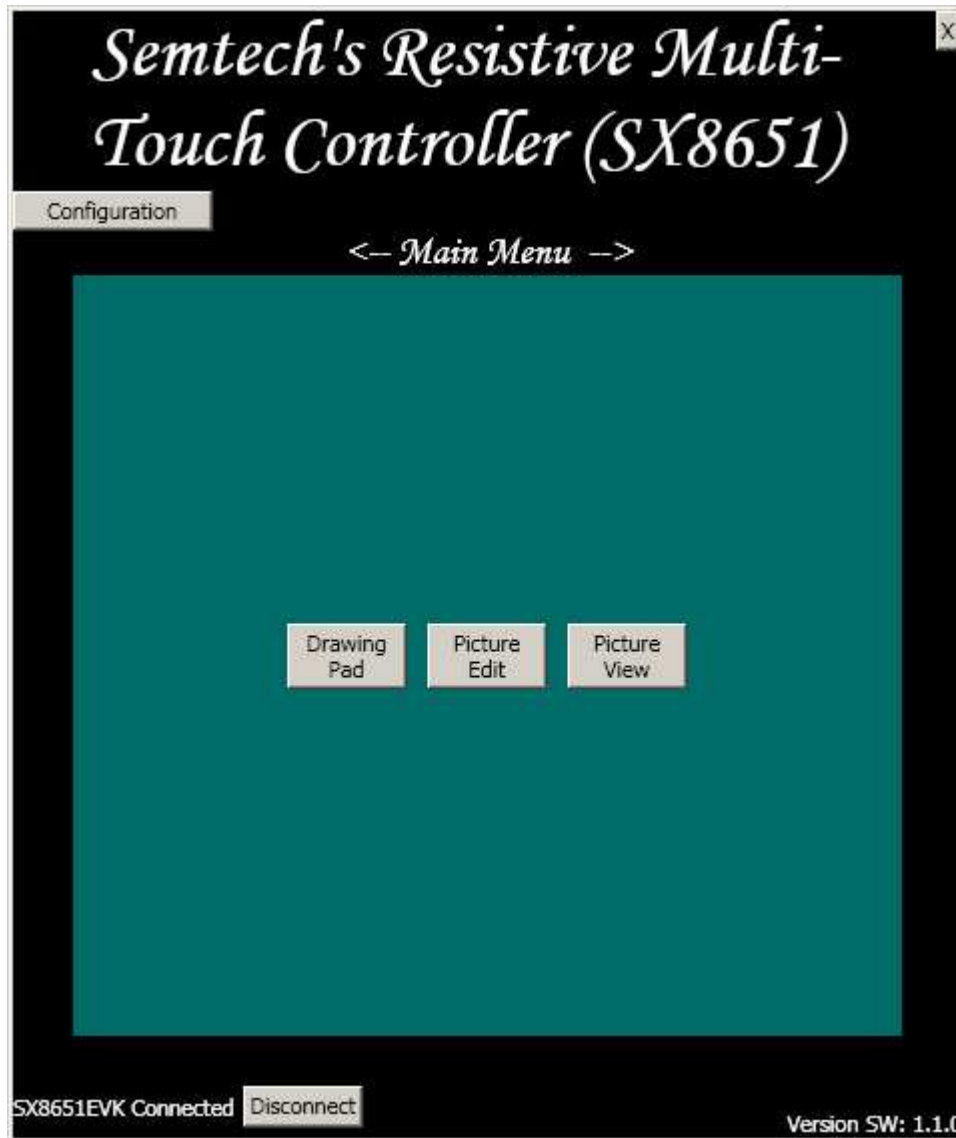 Semtech's Resistive Multi-
Touch Controller (SX8651)
X
Configuration
<-- Main Menu -->
Drawing
Pad
Picture
Edit
Picture
View
SX8651EVK Connected
Disconnect
Version SW: 1.1.0